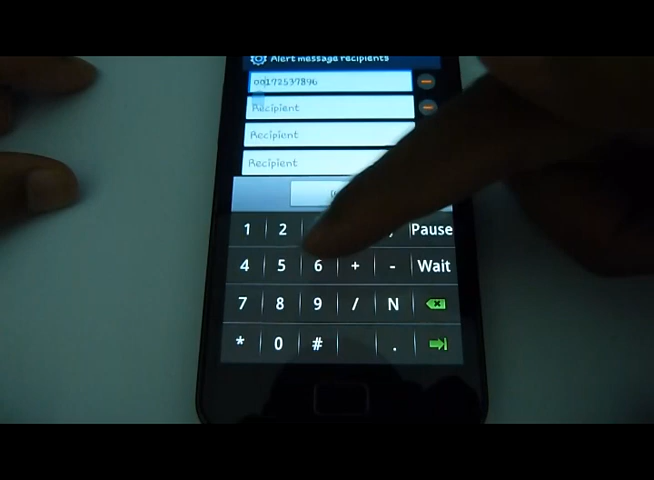 Alert message recipients
00172537896
Recipient
Recipient
Recipient
1 2 Pause
4 5 6 + - Wait
7 8 9 / N
* 0 # .